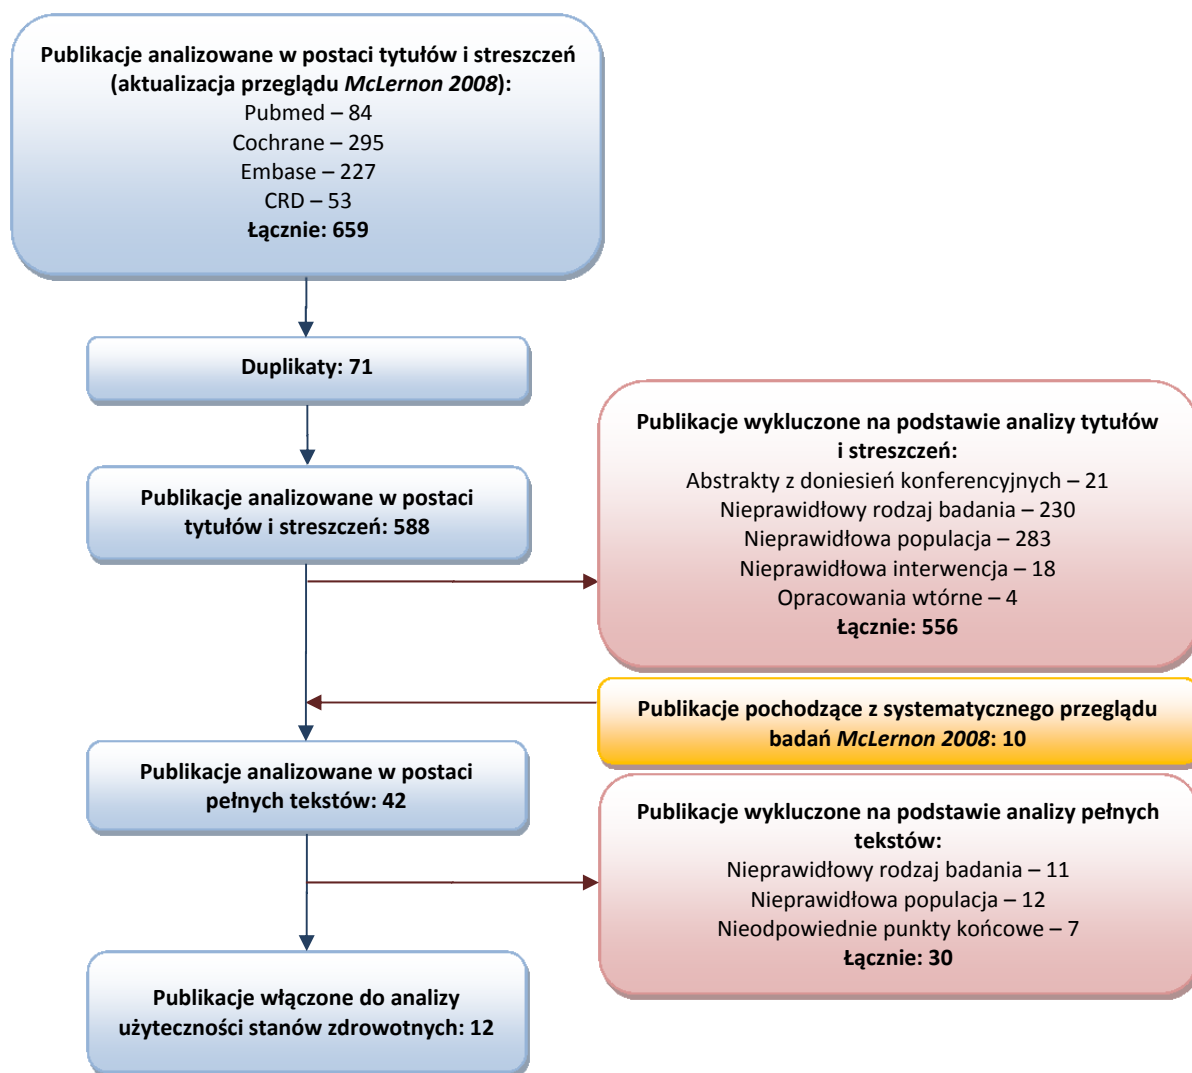 Publikacje analizowane w postaci tytułów i streszczeń
(aktualizacja przeglądu McLernon 2008):
Pubmed – 84
Cochrane – 295
Embase – 227
CRD – 53
Łącznie: 659
Duplikaty: 71
Publikacje analizowane w postaci
tytułów i streszczeń: 588
Publikacje wykluczone na podstawie analizy tytułów
i streszczeń:
Abstrakty z doniesień konferencyjnych – 21
Nieprawidłowy rodzaj badania – 230
Nieprawidłowa populacja – 283
Nieprawidłowa interwencja – 18
Opracowania wtórne – 4
Łącznie: 556
Publikacje pochodzące z systematycznego przeglądu
badań McLernon 2008: 10
Publikacje analizowane w postaci
pełnych tekstów: 42
Publikacje wykluczone na podstawie analizy pełnych
tekstów:
Nieprawidłowy rodzaj badania – 11
Nieprawidłowa populacja – 12
Nieodpowiednie punkty końcowe – 7
Łącznie: 30
Publikacje włączone do analizy
użyteczności stanów zdrowotnych: 12